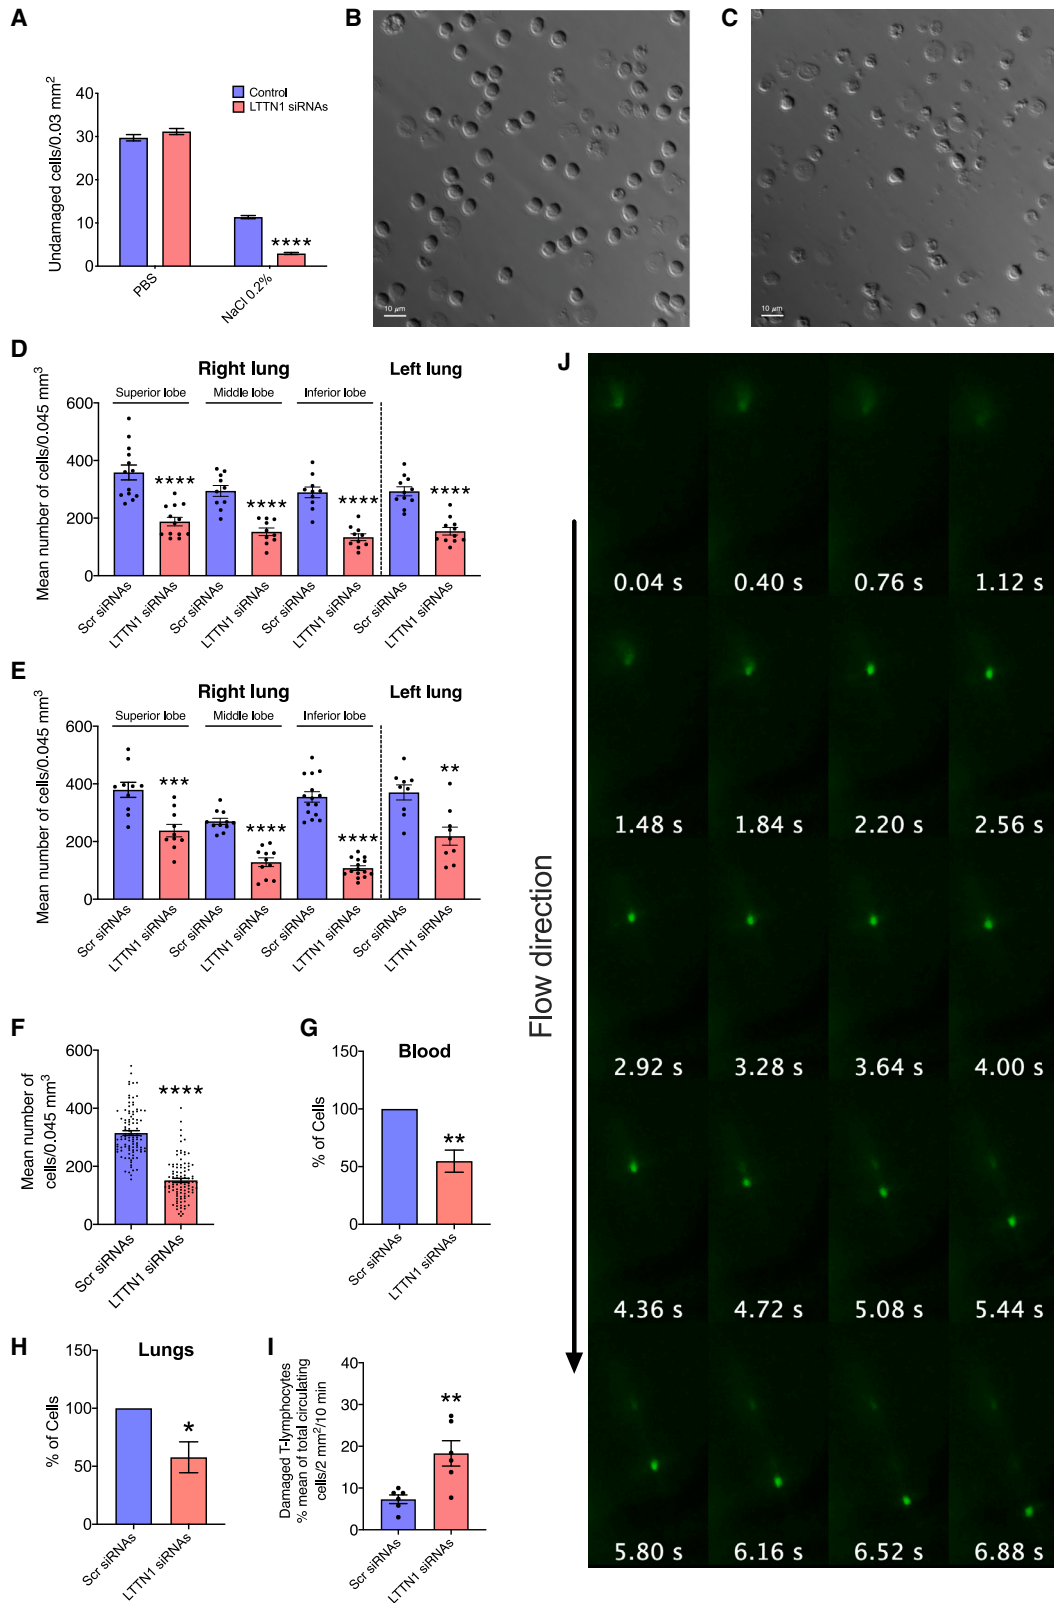 A
Undamaged cells/0.03 mm²
40
30
20
10
0
Control
LTTN1 siRNAs
****
PBS
NaCl 0.2%
B
10 µm
C
10 µm
D
Right lung
Left lung
Superior lobe
Middle lobe
Inferior lobe
Mean number of cells/0.045 mm³
600
400
200
0
****
****
****
****
Scr siRNAs
LTTN1 siRNAs
Scr siRNAs
LTTN1 siRNAs
Scr siRNAs
LTTN1 siRNAs
Scr siRNAs
LTTN1 siRNAs
E
Right lung
Left lung
Superior lobe
Middle lobe
Inferior lobe
Mean number of cells/0.045 mm³
600
400
200
0
***
****
****
**
Scr siRNAs
LTTN1 siRNAs
Scr siRNAs
LTTN1 siRNAs
Scr siRNAs
LTTN1 siRNAs
Scr siRNAs
LTTN1 siRNAs
F
Mean number of
cells/0.045 mm³
600
400
200
0
****
Scr siRNAs
LTTN1 siRNAs
G
Blood
% of Cells
150
100
50
0
**
Scr siRNAs
LTTN1 siRNAs
H
Lungs
% of Cells
150
100
50
0
*
Scr siRNAs
LTTN1 siRNAs
I
Damaged T-lymphocytes
% mean of total circulating
cells/2 mm²/10 min
40
30
20
10
0
**
Scr siRNAs
LTTN1 siRNAs
J
Flow direction
0.04 s
0.40 s
0.76 s
1.12 s
1.48 s
1.84 s
2.20 s
2.56 s
2.92 s
3.28 s
3.64 s
4.00 s
4.36 s
4.72 s
5.08 s
5.44 s
5.80 s
6.16 s
6.52 s
6.88 s